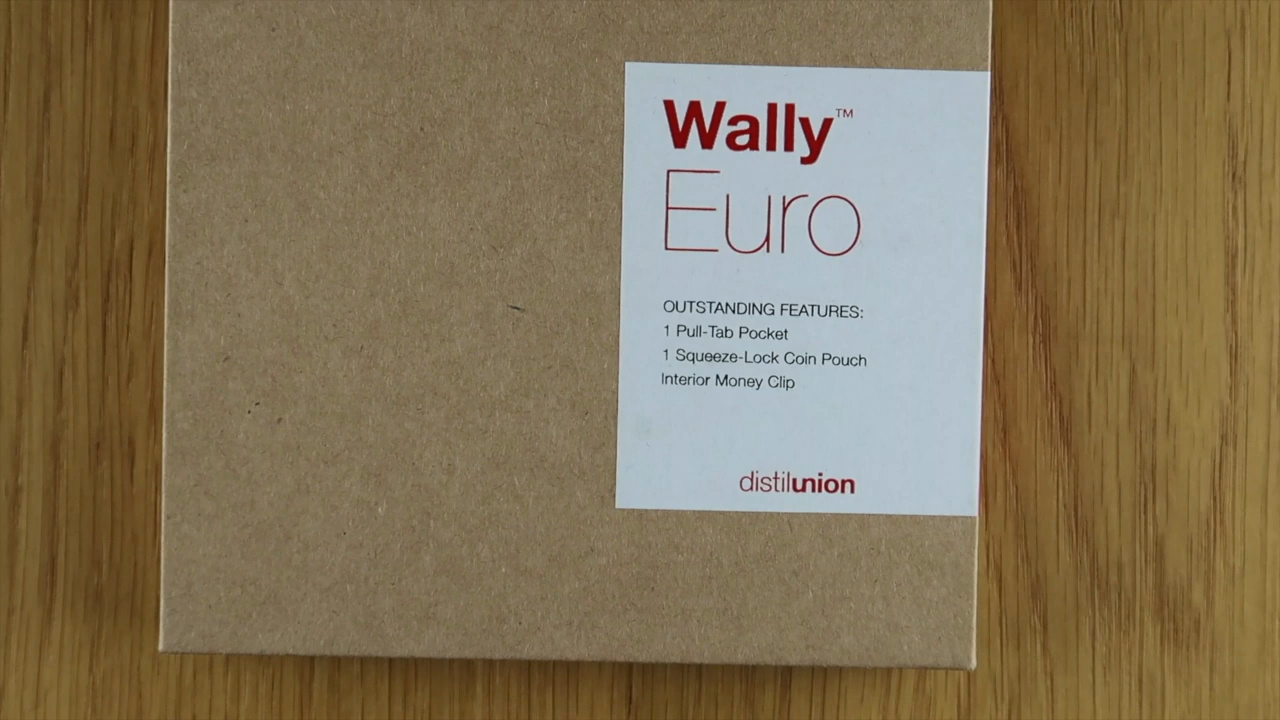 Wally™
Euro
OUTSTANDING FEATURES:
1 Pull-Tab Pocket
1 Squeeze-Lock Coin Pouch
Interior Money Clip
distilunion